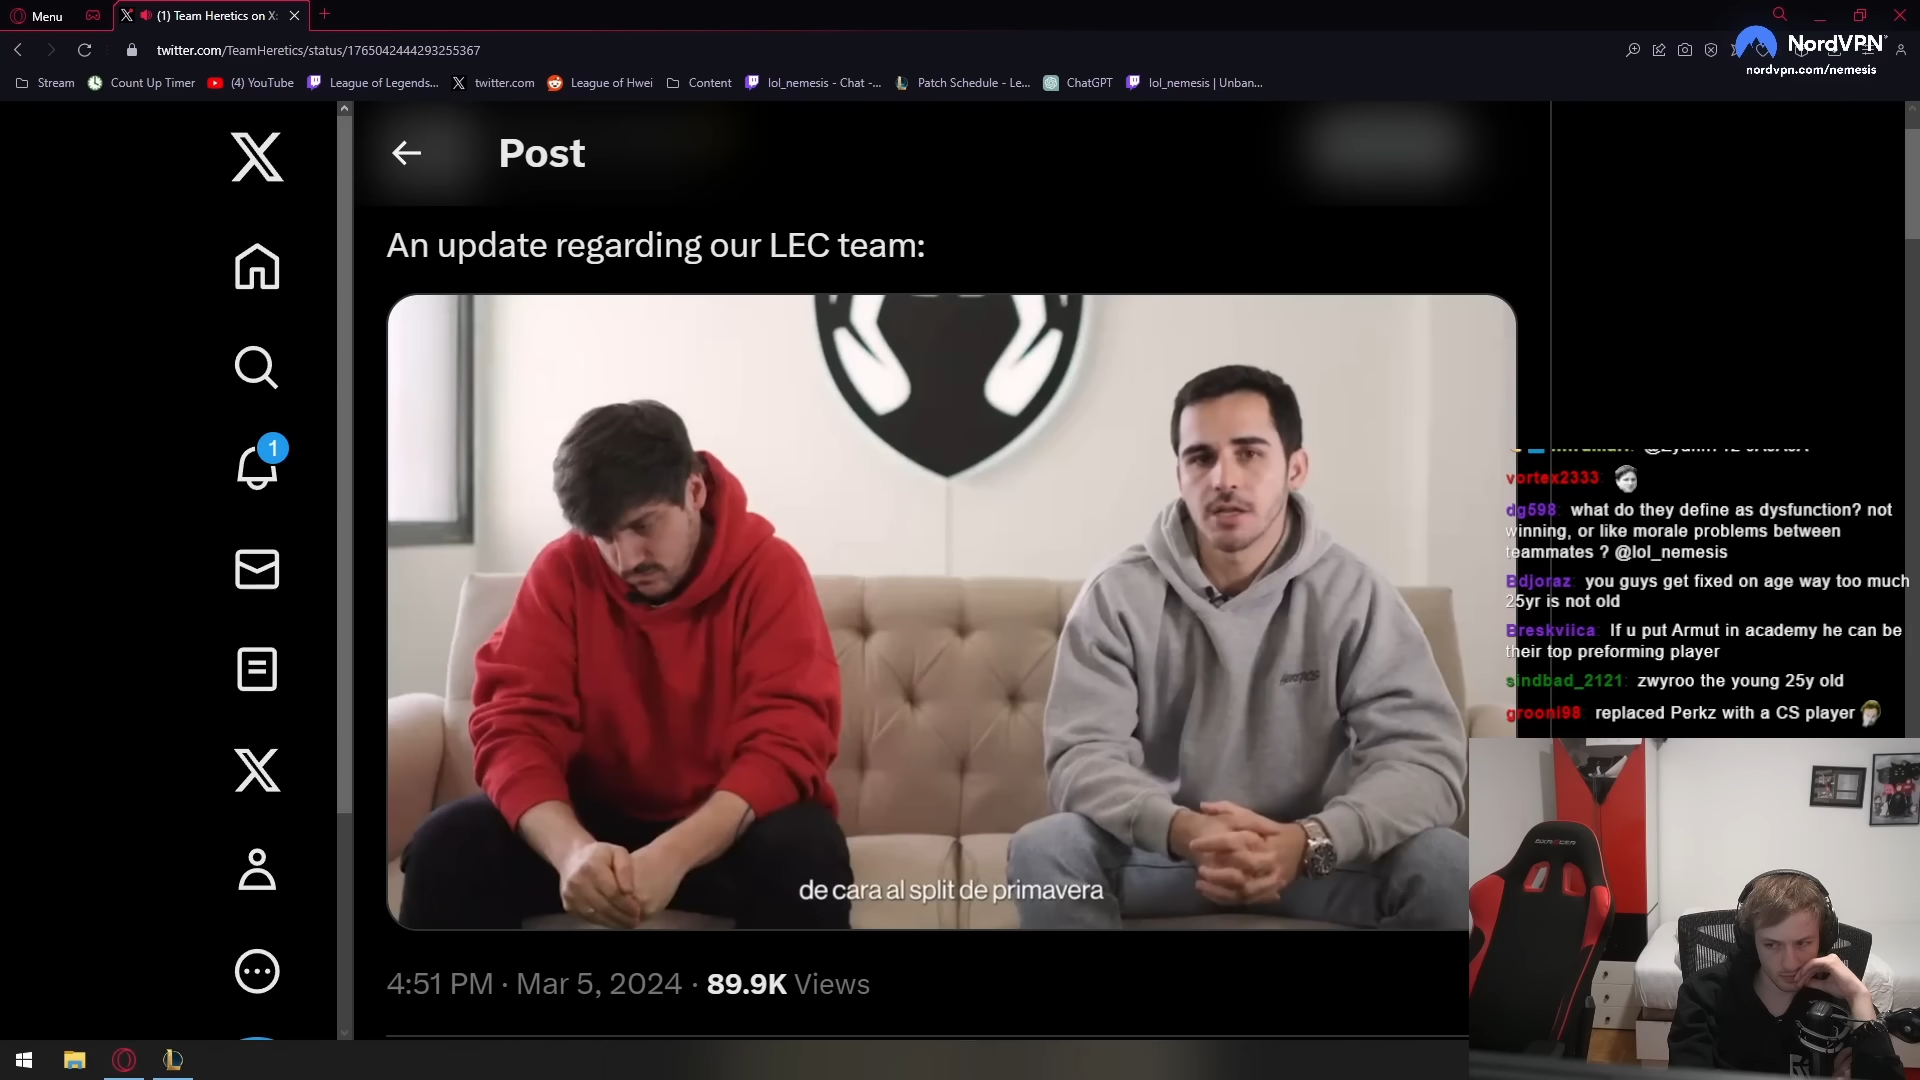 Menu
(1) Team Heretics on X:
twitter.com/TeamHeretics/status/1765042444293255367
NordVPN
nordvpn.com/nemesis
Stream
Count Up Timer
(4) YouTube
League of Legends...
twitter.com
League of Hwei
Content
lol_nemesis - Chat -...
Patch Schedule - Le...
ChatGPT
lol_nemesis | Unban...
Post
An update regarding our LEC team:
1
de cara al split de primavera
4:51 PM · Mar 5, 2024 · 89.9K Views
vortex2333:
dg598: what do they define as dysfunction? not
winning, or like morale problems between
teammates ? @lol_nemesis
Bdjoraz: you guys get fixed on age way too much
25yr is not old
Breskviica: If u put Armut in academy he can be
their top preforming player
sindbad_2121: zwyroo the young 25y old
grooni98: replaced Perkz with a CS player